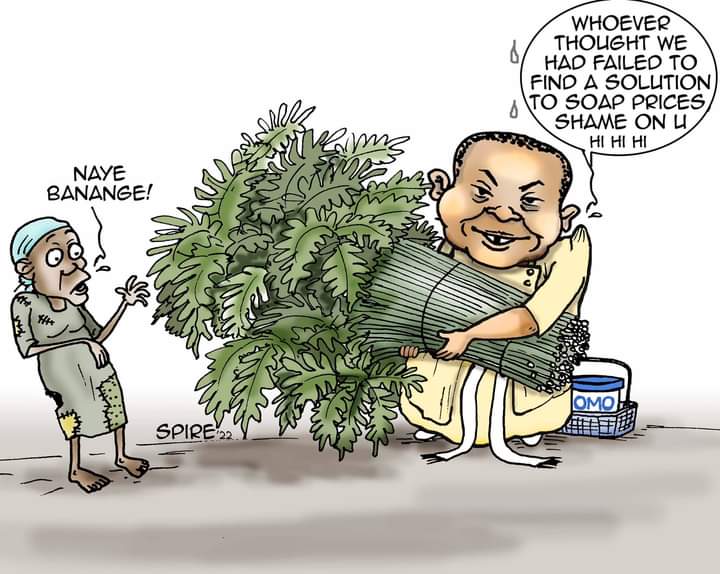 WHOEVER
THOUGHT WE
HAD FAILED TO
FIND A SOLUTION
TO SOAP PRICES
SHAME ON U
HI HI HI
NAYE
BANANGE!
OMO
SPIRE'22